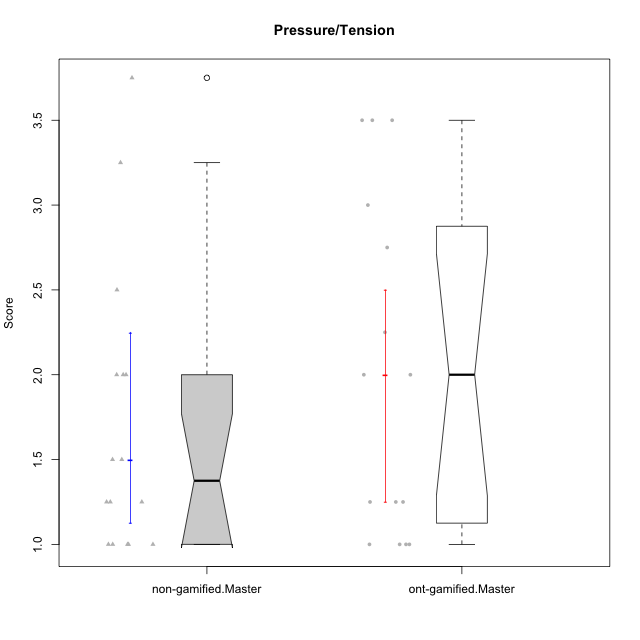 Pressure/Tension
Score
3.5
3.0
2.5
2.0
1.5
1.0
non-gamified.Master
ont-gamified.Master